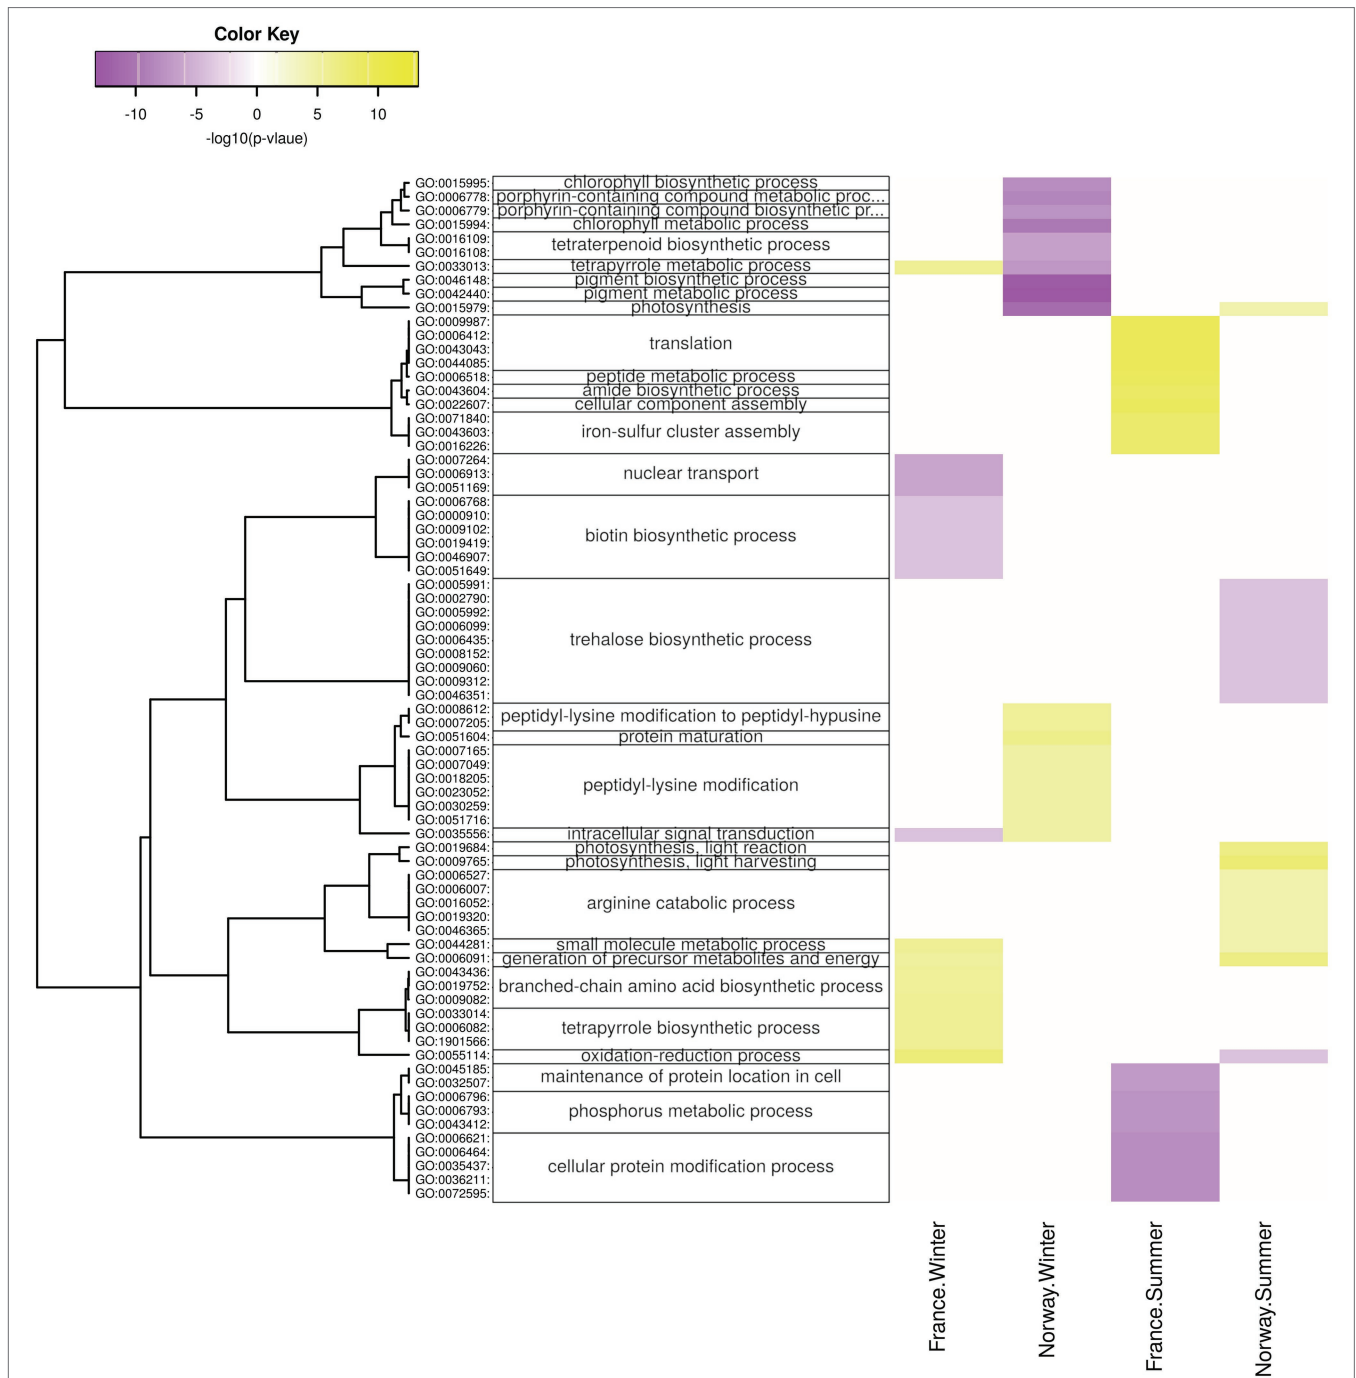 Color Key
-10 -5 0 5 10
-log10(p-vlaue)
GO:0015995: chlorophyll biosynthetic process
GO:0006778: porphyrin-containing compound metabolic proc...
GO:0006779: porphyrin-containing compound biosynthetic pr...
GO:0015994: chlorophyll metabolic process
GO:0016109:
tetraterpenoid biosynthetic process
GO:0016108:
GO:0033013: tetrapyrrole metabolic process
GO:0046148: pigment biosynthetic process
GO:0042440: pigment metabolic process
GO:0015979: photosynthesis
GO:0009987:
GO:0006412:
translation
GO:0043043:
GO:0044085:
GO:0006518: peptide metabolic process
GO:0043604: amide biosynthetic process
GO:0022607: cellular component assembly
GO:0071840:
GO:0043603: iron-sulfur cluster assembly
GO:0016226:
GO:0007264:
GO:0006913: nuclear transport
GO:0051169:
GO:0006768:
GO:0000910:
GO:0009102:
biotin biosynthetic process
GO:0019419:
GO:0046907:
GO:0051649:
GO:0005991:
GO:0002790:
GO:0005992:
GO:0006099:
GO:0006435: trehalose biosynthetic process
GO:0008152:
GO:0009060:
GO:0009312:
GO:0046351:
GO:0008612:
peptidyl-lysine modification to peptidyl-hypusine
GO:0007205:
GO:0051604: protein maturation
GO:0007165:
GO:0007049:
GO:0018205:
peptidyl-lysine modification
GO:0023052:
GO:0030259:
GO:0051716:
GO:0035556: intracellular signal transduction
GO:0019684: photosynthesis, light reaction
GO:0009765: photosynthesis, light harvesting
GO:0006527:
GO:0006007:
GO:0016052: arginine catabolic process
GO:0019320:
GO:0046365:
GO:0044281: small molecule metabolic process
GO:0006091: generation of precursor metabolites and energy
GO:0043436:
GO:0019752: branched-chain amino acid biosynthetic process
GO:0009082:
GO:0033014:
GO:0006082: tetrapyrrole biosynthetic process
GO:1901566:
GO:0055114: oxidation-reduction process
GO:0045185:
maintenance of protein location in cell
GO:0032507:
GO:0006796:
GO:0006793: phosphorus metabolic process
GO:0043412:
GO:0006621:
GO:0006464:
GO:0035437: cellular protein modification process
GO:0036211:
GO:0072595:
France.Winter
Norway.Winter
France.Summer
Norway.Summer